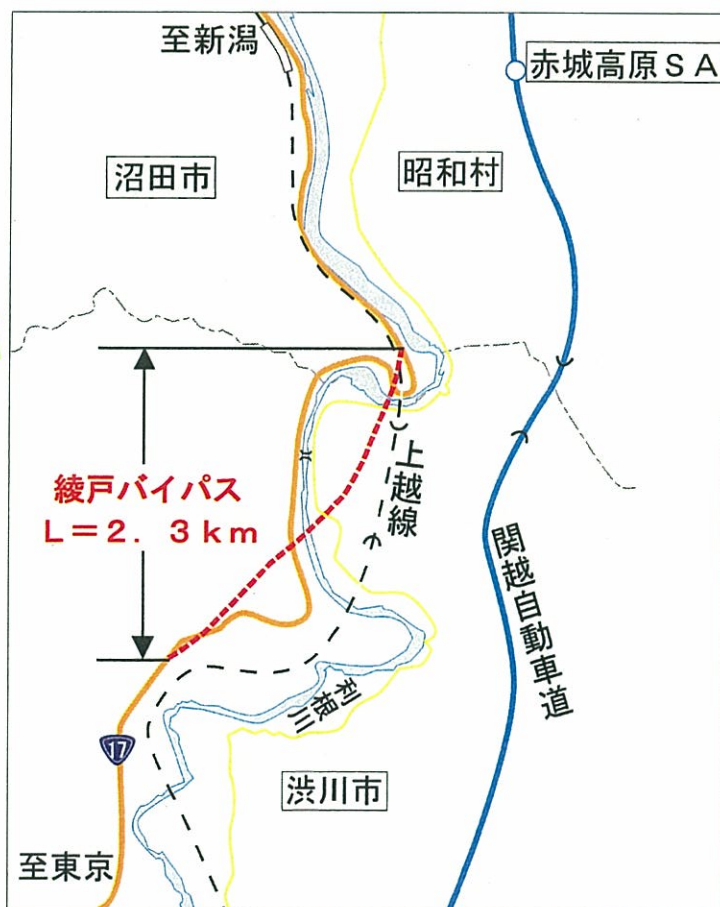 至新潟
赤城高原ＳＡ
沼田市
昭和村
上越線
綾戸バイパス
Ｌ＝２．３ｋｍ
関越自動車道
利根川
17
渋川市
至東京